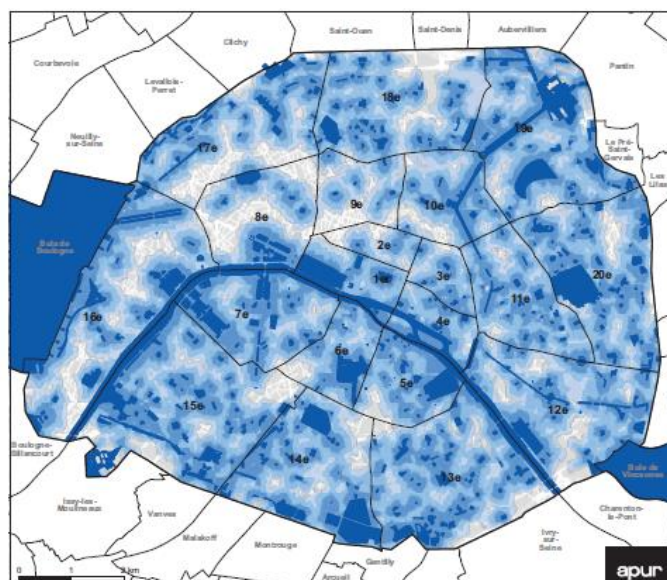 Saint-Ouen
Saint-Denis
Aubervilliers
Clichy
Courbevoie
Pantin
Levallois-
Perret
18e
Neuilly-
sur-Seine
17e
19e
Le Pré-
Saint-
Gervais
Les
Lilas
8e
9e
10e
2e
Bois de
Boulogne
1er
3e
20e
11e
16e
7e
4e
6e
5e
15e
12e
Boulogne-
Billancourt
14e
13e
Bois de
Vincennes
Issy-les-
Moulineaux
Vanves
Charenton-
le-Pont
Malakoff
Ivry-
sur-
Seine
Montrouge
Gentilly
Arcueil
0 1 2 km
apur